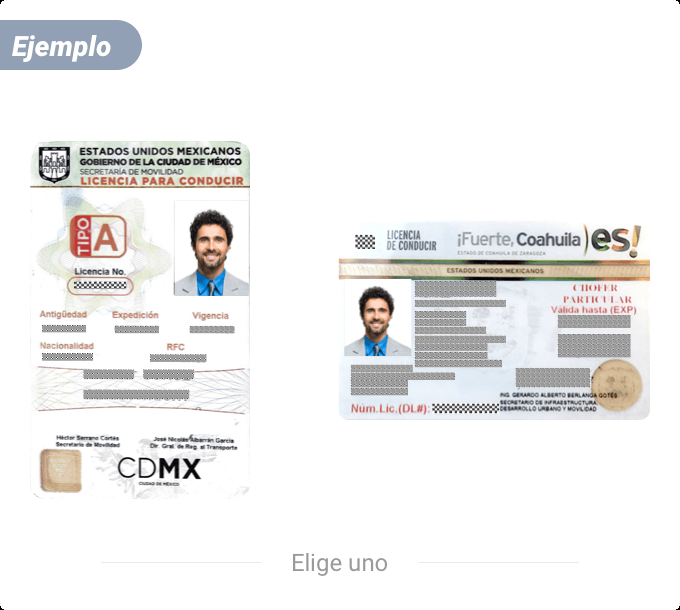 Ejemplo
ESTADOS UNIDOS MEXICANOS
GOBIERNO DE LA CIUDAD DE MÉXICO
SECRETARÍA DE MOVILIDAD
LICENCIA PARA CONDUCIR
TIPO
A
Licencia No.
Antigüedad Expedición Vigencia
Nacionalidad RFC
Héctor Serrano Cortés
Secretario de Movilidad
José Nicolás Albarrán García
Dir. Gral. de Reg. al Transporte
CDMX
CIUDAD DE MÉXICO
LICENCIA
DE CONDUCIR
¡Fuerte, Coahuila)es!
ESTADO DE COAHUILA DE ZARAGOZA
ESTADOS UNIDOS MEXICANOS
CHOFER
PARTICULAR
Válida hasta (EXP)
ING. GERARDO ALBERTO BERLANGA GOTÉS
SECRETARIO DE INFRAESTRUCTURA,
DESARROLLO URBANO Y MOVILIDAD
Num.Lic.(DL#):
Elige uno